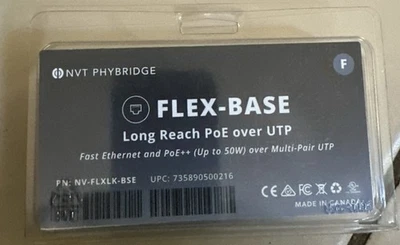 NVT PHYBRIDGE
F
FLEX-BASE
Long Reach PoE over UTP
Fast Ethernet and PoE++ (Up to 50W) over Multi-Pair UTP
PN: NV-FLXLK-BSE UPC: 735890500216
MADE IN CANADA